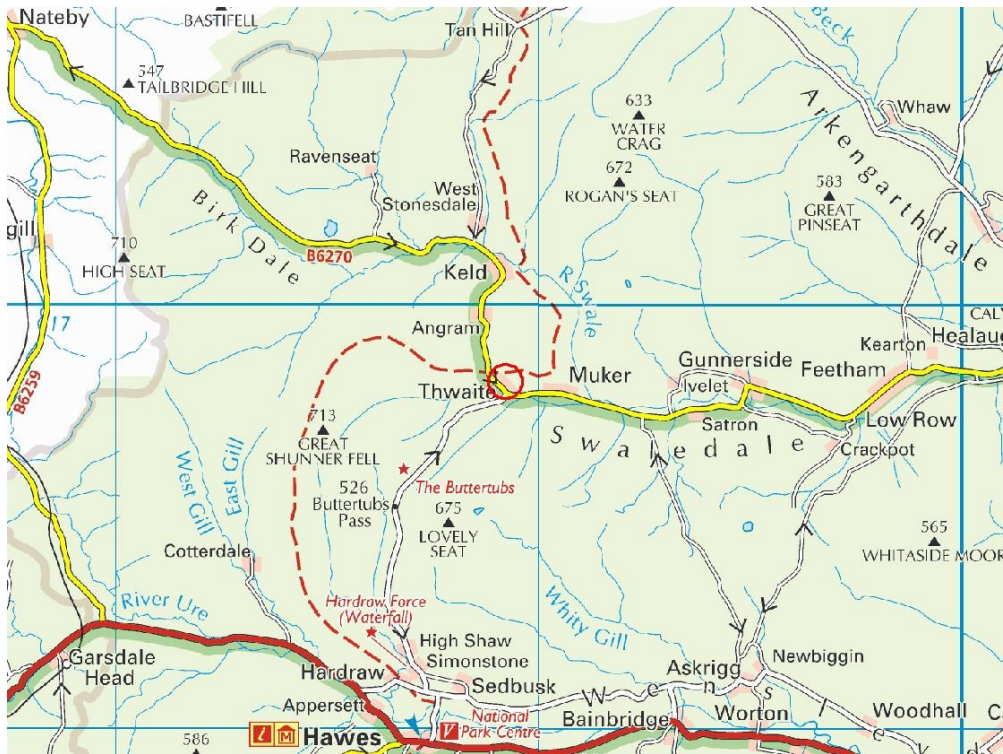 Nateby
BASTIFELL
Tan Hill
Beck
547
TAILBRIDGE HILL
633
WATER
CRAG
Whaw
Arkengarthdale
Ravenseat
672
ROGAN'S SEAT
583
GREAT
PINSEAT
West
Stonesdale
Birk Dale
gill
710
HIGH SEAT
B6270
Keld
R Swale
17
Angram
CAL
Kearton
Healaug
B6259
Gunnerside
Feetham
Muker
Thwaite
Ivelet
713
GREAT
SHUNNER FELL
Satron
Low Row
Swaledale
Crackpot
West Gill
East Gill
The Buttertubs
526
Buttertubs
Pass
675
LOVELY
SEAT
565
WHITASIDE MOOR
Cotterdale
River Ure
Hardraw Force
(Waterfall)
Whity Gill
High Shaw
Simonstone
Garsdale
Head
Hardraw
Sedbusk
Askrigg
Newbiggin
Wens
Appersett
National
Park Centre
V
Bainbridge
Worton
Woodhall
C
i
M
Hawes
586